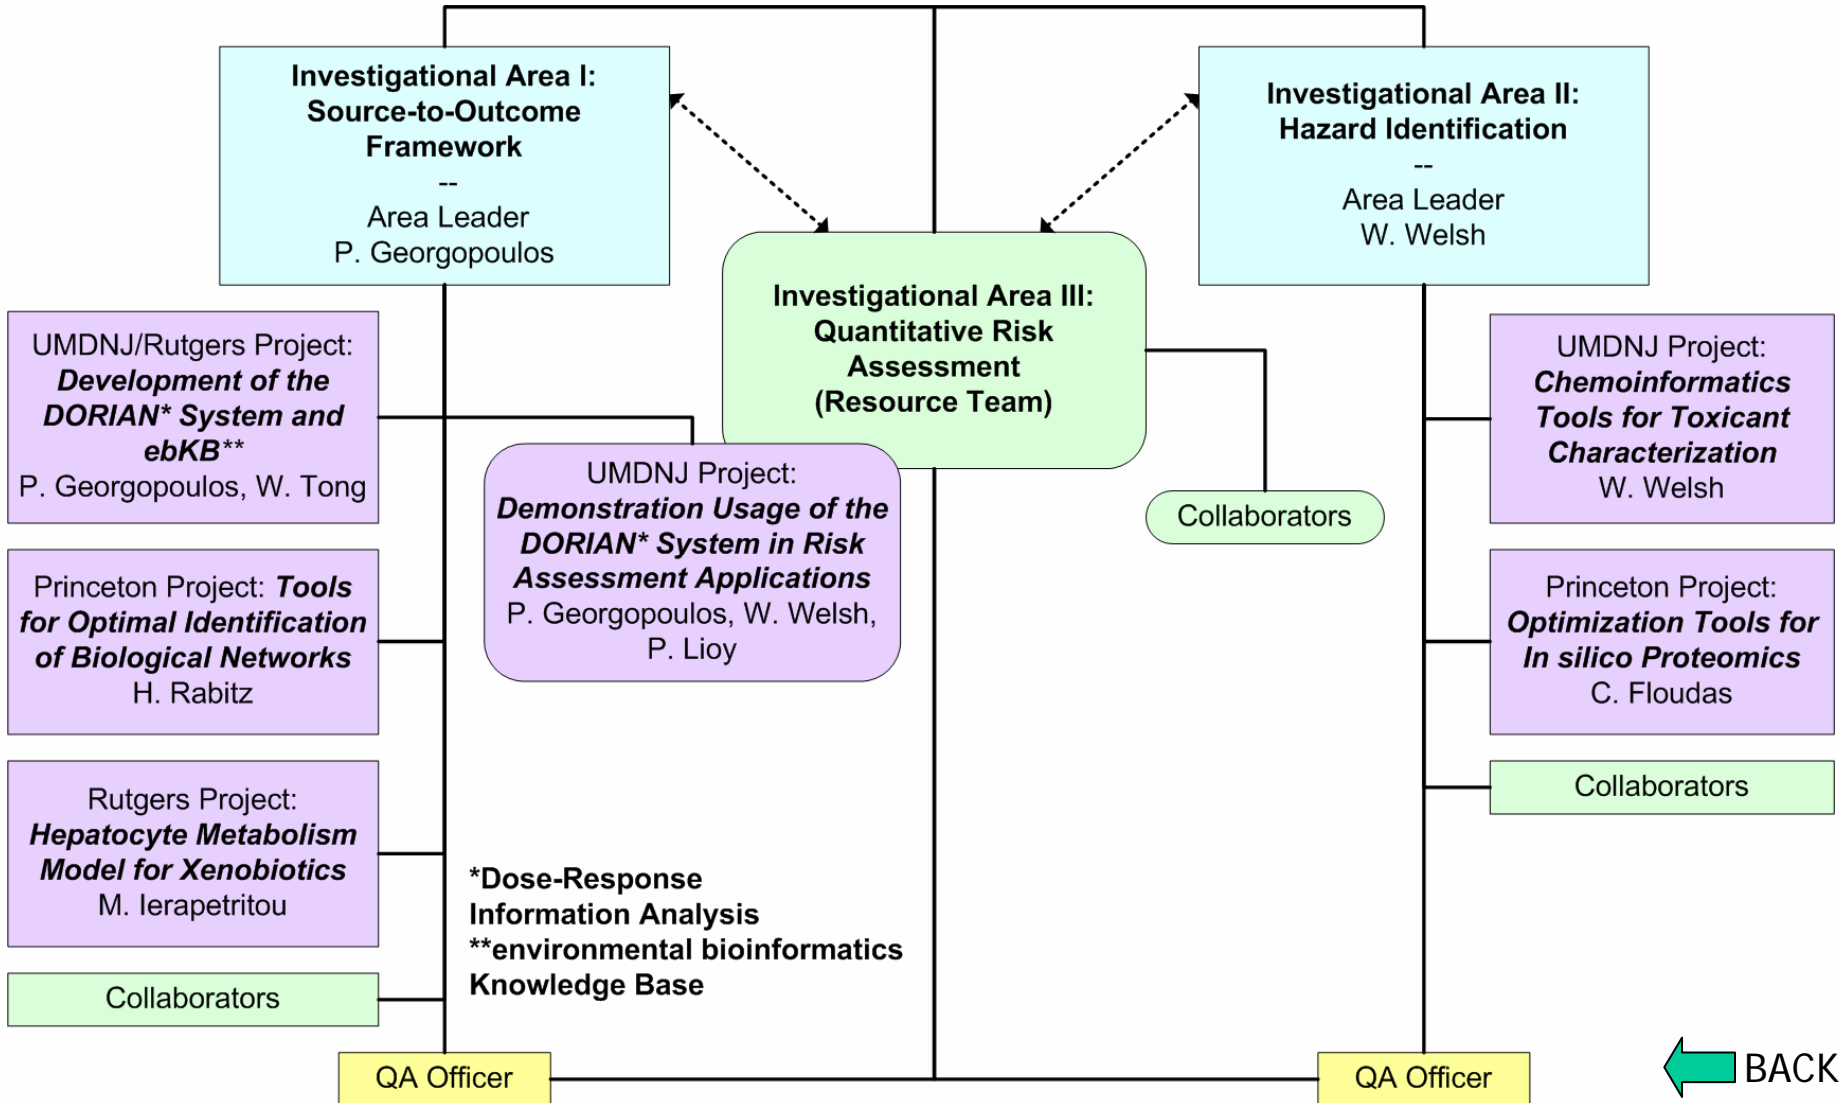 Investigational Area I:
Source-to-Outcome
Framework
--
Area Leader
P. Georgopoulos
Investigational Area II:
Hazard Identification
--
Area Leader
W. Welsh
Investigational Area III:
Quantitative Risk
Assessment
(Resource Team)
Collaborators
UMDNJ/Rutgers Project:
Development of the
DORIAN* System and
ebKB**
P. Georgopoulos, W. Tong
UMDNJ Project:
Demonstration Usage of the
DORIAN* System in Risk
Assessment Applications
P. Georgopoulos, W. Welsh,
P. Lioy
Princeton Project: Tools
for Optimal Identification
of Biological Networks
H. Rabitz
Rutgers Project:
Hepatocyte Metabolism
Model for Xenobiotics
M. Ierapetritou
Collaborators
UMDNJ Project:
Chemoinformatics
Tools for Toxicant
Characterization
W. Welsh
Princeton Project:
Optimization Tools for
In silico Proteomics
C. Floudas
Collaborators
*Dose-Response
Information Analysis
**environmental bioinformatics
Knowledge Base
QA Officer
QA Officer
BACK